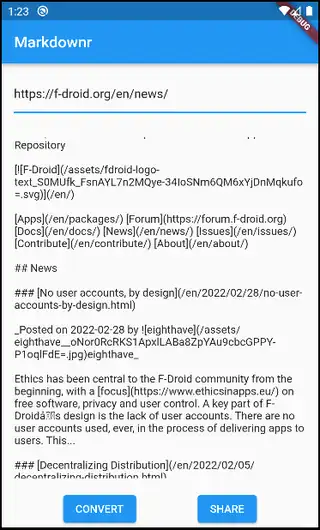 1:23
DEBUG
Markdownr
https://f-droid.org/en/news/
Repository
[![F-Droid](/assets/fdroid-logo-
text_S0MUfk_FsnAYL7n2MQye-34IoSNm6QM6xYjDnMqkufo
=.svg)](/en/)
[Apps](/en/packages/) [Forum](https://forum.f-droid.org)
[Docs](/en/docs/) [News](/en/news/) [Issues](/en/issues/)
[Contribute](/en/contribute/) [About](/en/about/)
## News
### [No user accounts, by design](/en/2022/02/28/no-user-
accounts-by-design.html)
_Posted on 2022-02-28 by ![eighthave](/assets/
eighthave__oNor0RcRKS1ApxILABa8ZpYAu9cbcGPPY-
P1oqIFdE=.jpg)eighthave_
Ethics has been central to the F-Droid community from the
beginning, with a [focus](https://www.ethicsinapps.eu/) on
free software, privacy and user control. A key part of F-
Droidâs design is the lack of user accounts. There are no
user accounts used, ever, in the process of delivering apps to
users. This...
### [Decentralizing Distribution](/en/2022/02/05/
decentralizing-distribution.html)
CONVERT
SHARE